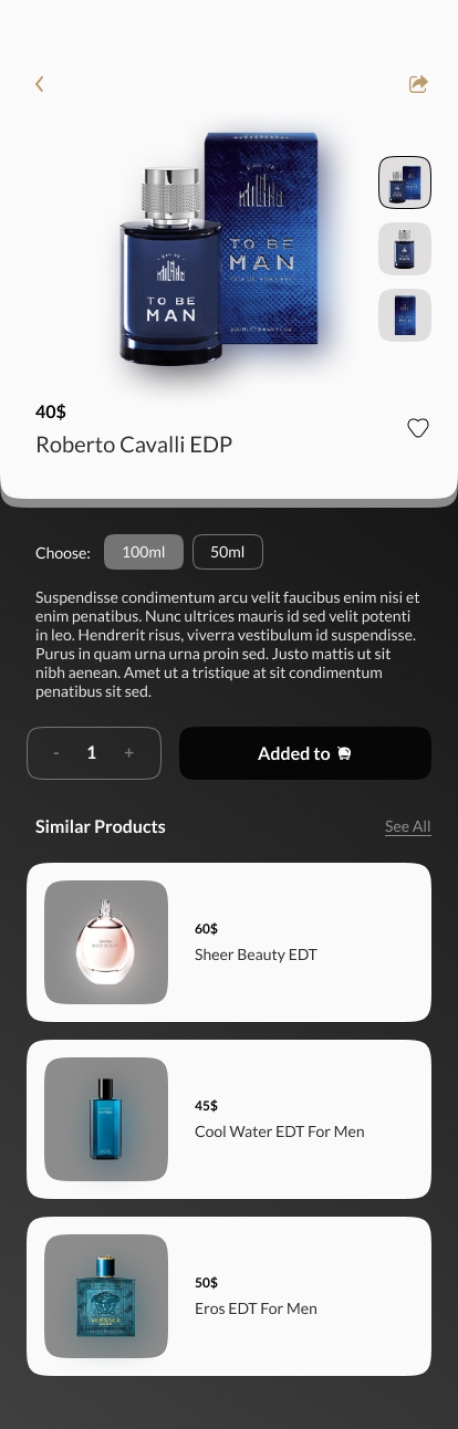 EAU DE
MILANO
TO BE
MAN
EAU DE
MILANO
TO BE
MAN
40$
Roberto Cavalli EDP
Choose:
100ml
50ml
Suspendisse condimentum arcu velit faucibus enim nisi et
enim penatibus. Nunc ultrices mauris id sed velit potenti
in leo. Hendrerit risus, viverra vestibulum id suspendisse.
Purus in quam urna urna proin sed. Justo mattis ut sit
nibh aenean. Amet ut a tristique at sit condimentum
penatibus sit sed.
- 1 +
Added to
Similar Products
See All
60$
Sheer Beauty EDT
45$
Cool Water EDT For Men
50$
Eros EDT For Men